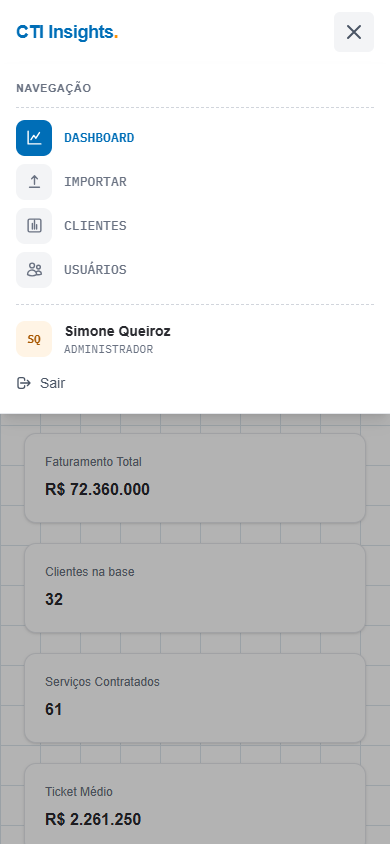 CTI Insights.
NAVEGAÇÃO
DASHBOARD
IMPORTAR
CLIENTES
USUÁRIOS
SQ
Simone Queiroz
ADMINISTRADOR
Sair
Faturamento Total
R$ 72.360.000
Clientes na base
32
Serviços Contratados
61
Ticket Médio
R$ 2.261.250